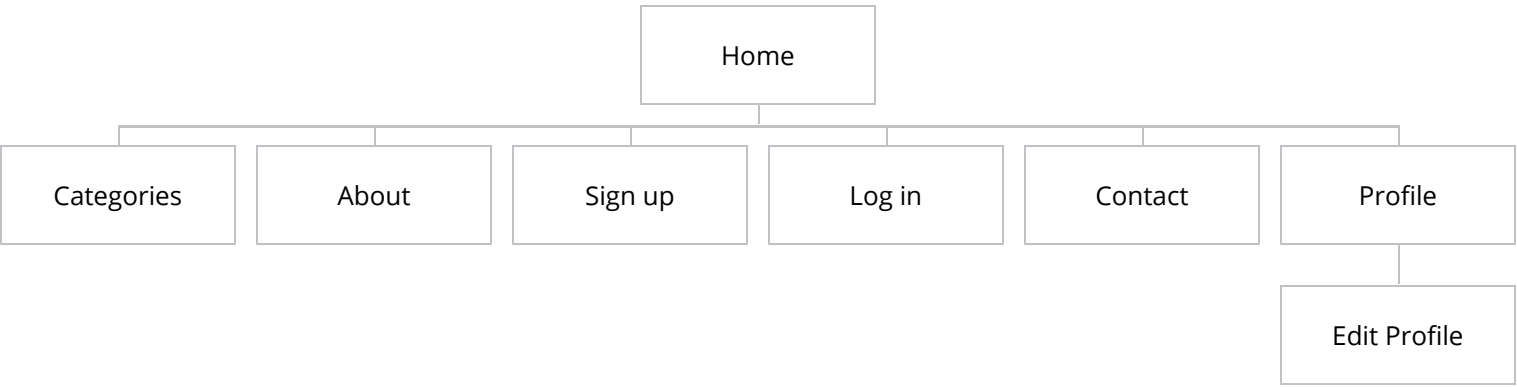 Home
Categories
About
Sign up
Log in
Contact
Profile
Edit Profile